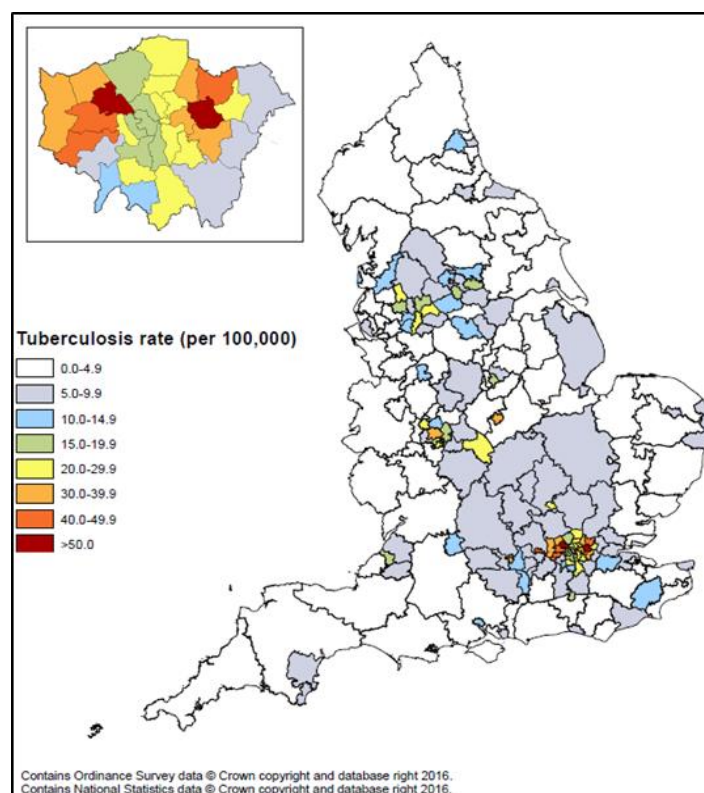 Tuberculosis rate (per 100,000)
0.0-4.9
5.0-9.9
10.0-14.9
15.0-19.9
20.0-29.9
30.0-39.9
40.0-49.9
>50.0
Contains Ordinance Survey data © Crown copyright and database right 2016.
Contains National Statistics data © Crown copyright and database right 2016.